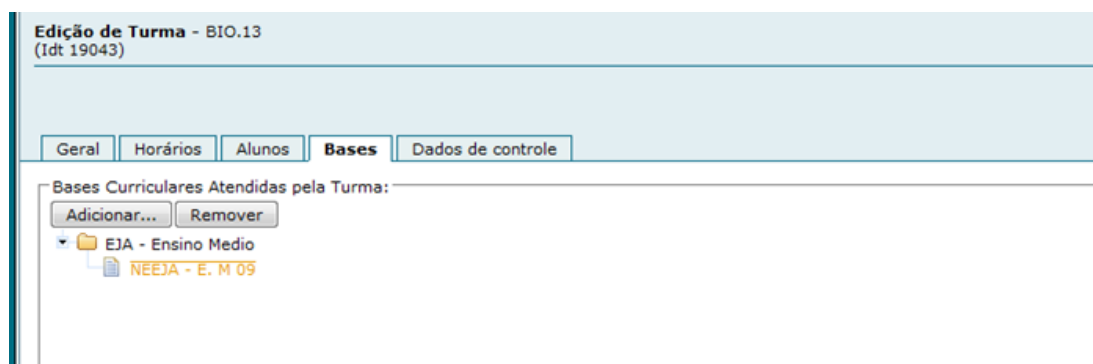 Edição de Turma - BIO.13
(Idt 19043)
Geral Horários Alunos Bases Dados de controle
Bases Curriculares Atendidas pela Turma:
Adicionar... Remover
EJA - Ensino Medio
NEEJA - E. M 09